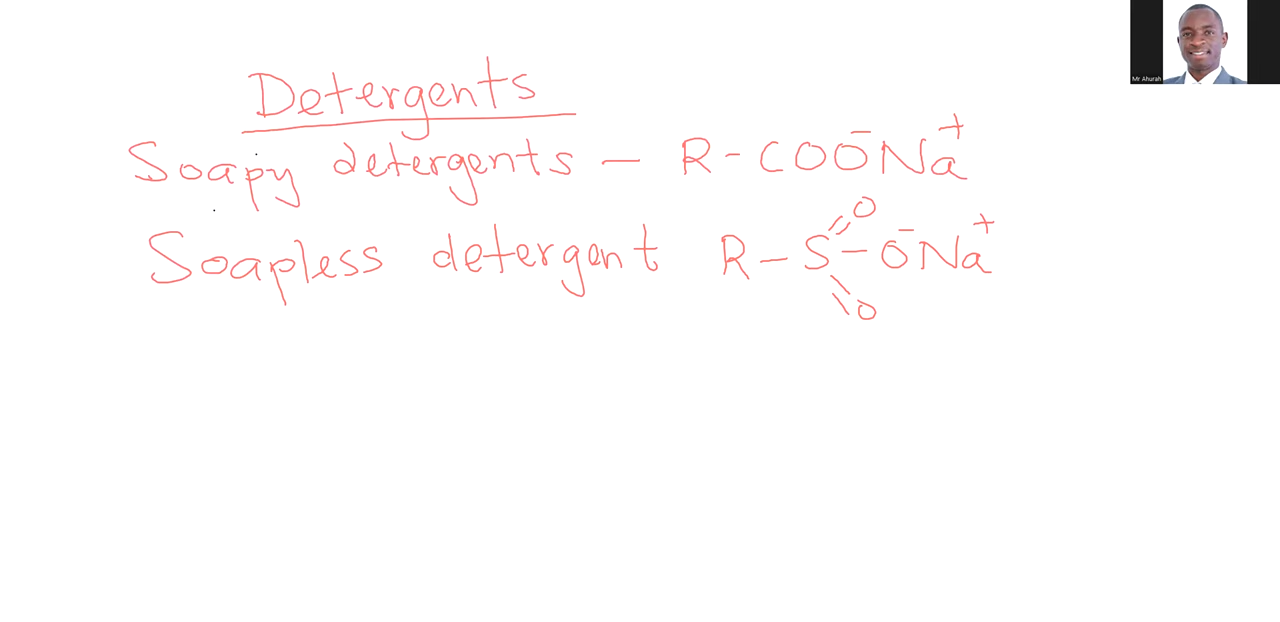 Mr Ahurah
Detergents
Soapy detergents — R-COO⁻Na⁺
Soapless detergent R-S-O⁻Na⁺
=O
=O